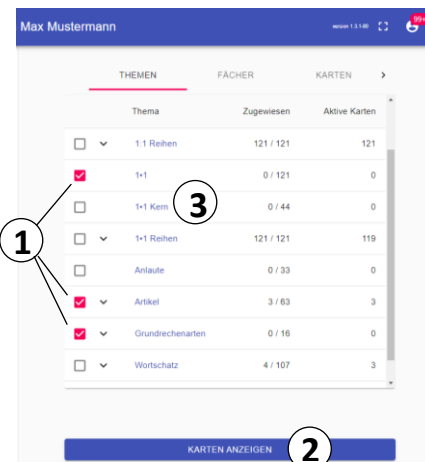 Max Mustermann version 1.3.1-60 99+
THEMEN FÄCHER KARTEN
Thema Zugewiesen Aktive Karten
1:1 Reihen 121 / 121 121
1•1 0 / 121 0
1•1 Kern 3 0 / 44 0
1 1•1 Reihen 121 / 121 119
Anlaute 0 / 33 0
Artikel 3 / 63 3
Grundrechenarten 0 / 16 0
Wortschatz 4 / 107 3
KARTEN ANZEIGEN 2